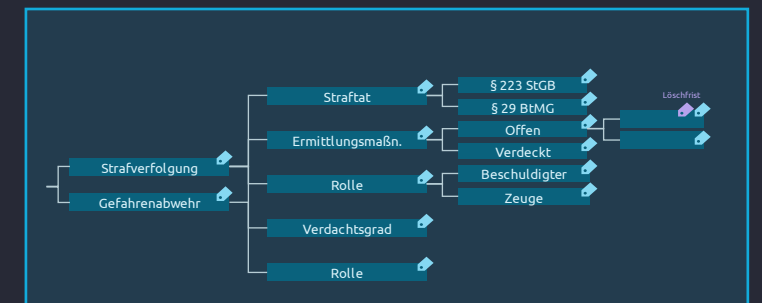 Strafverfolgung
Gefahrenabwehr
Straftat
Ermittlungsmaßn.
Rolle
Verdachtsgrad
Rolle
§ 223 StGB
§ 29 BtMG
Offen
Verdeckt
Beschuldigter
Zeuge
Löschfrist